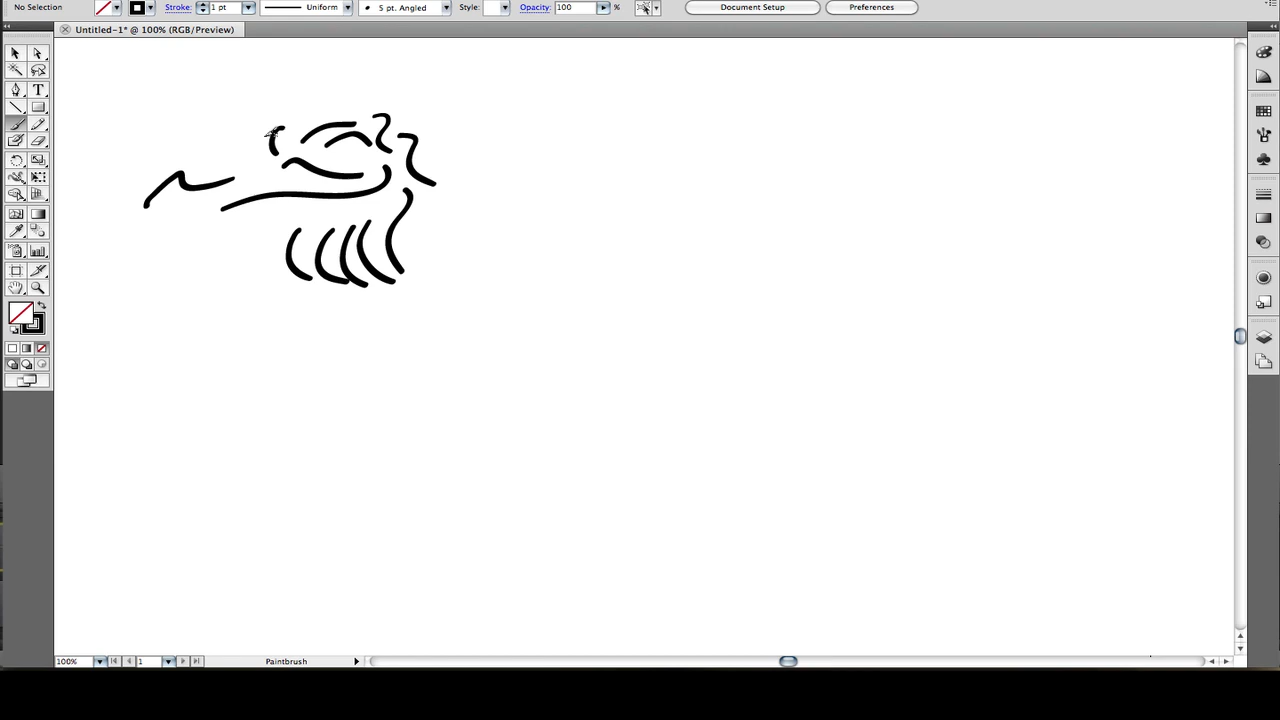 No Selection Stroke: 1 pt Uniform 5 pt. Angled Style: Opacity: 100 % Document Setup Preferences
Untitled-1* @ 100% (RGB/Preview)
T
100% 1 Paintbrush